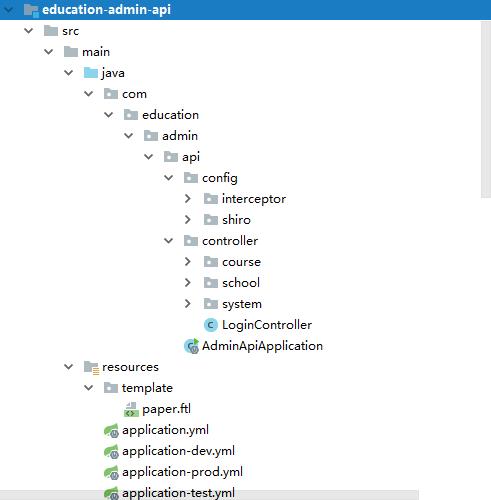 education-admin-api
src
main
java
com
education
admin
api
config
interceptor
shiro
controller
course
school
system
LoginController
AdminApiApplication
resources
template
paper.ftl
application.yml
application-dev.yml
application-prod.yml
application-test.yml